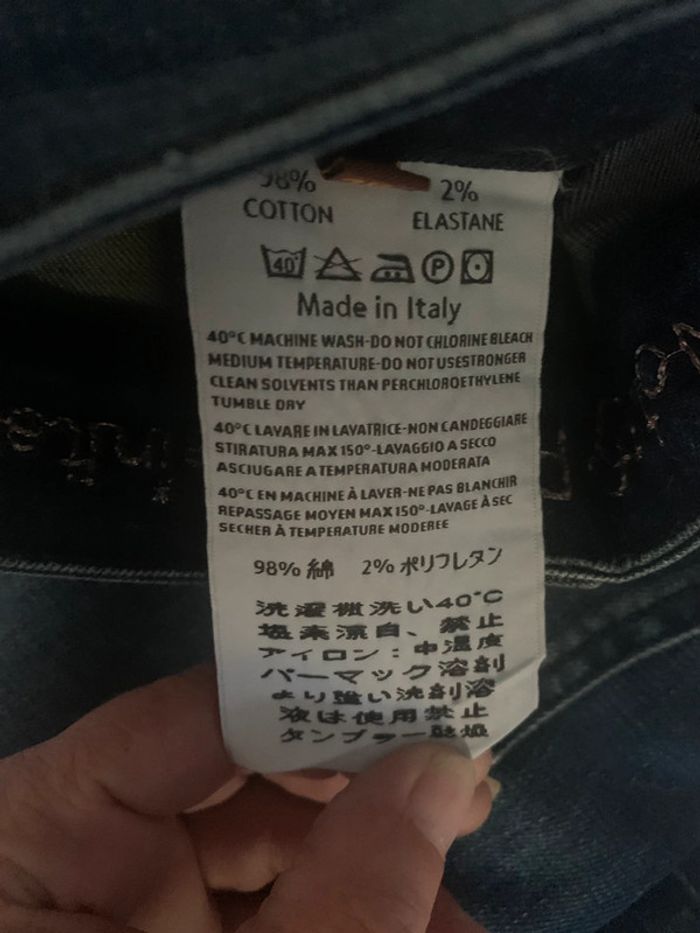 98% 2%
COTTON ELASTANE
40° P
Made in Italy
40°C MACHINE WASH-DO NOT CHLORINE BLEACH
MEDIUM TEMPERATURE-DO NOT USESTRONGER
CLEAN SOLVENTS THAN PERCHLOROETHYLENE
TUMBLE DRY
40°C LAVARE IN LAVATRICE-NON CANDEGGIARE
STIRATURA MAX 150°-LAVAGGIO A SECCO
ASCIUGARE A TEMPERATURA MODERATA
40°C EN MACHINE À LAVER-NE PAS BLANCHIR
REPASSAGE MOYEN MAX 150°-LAVAGE À SEC
SECHER À TEMPERATURE MODEREE
98% 綿 2% ポリフレタン
洗濯機洗い40°C
塩素漂白、禁止
アイロン：中温度
パーマック溶剤
より強い洗剤溶
液は使用禁止
タンブラー乾燥